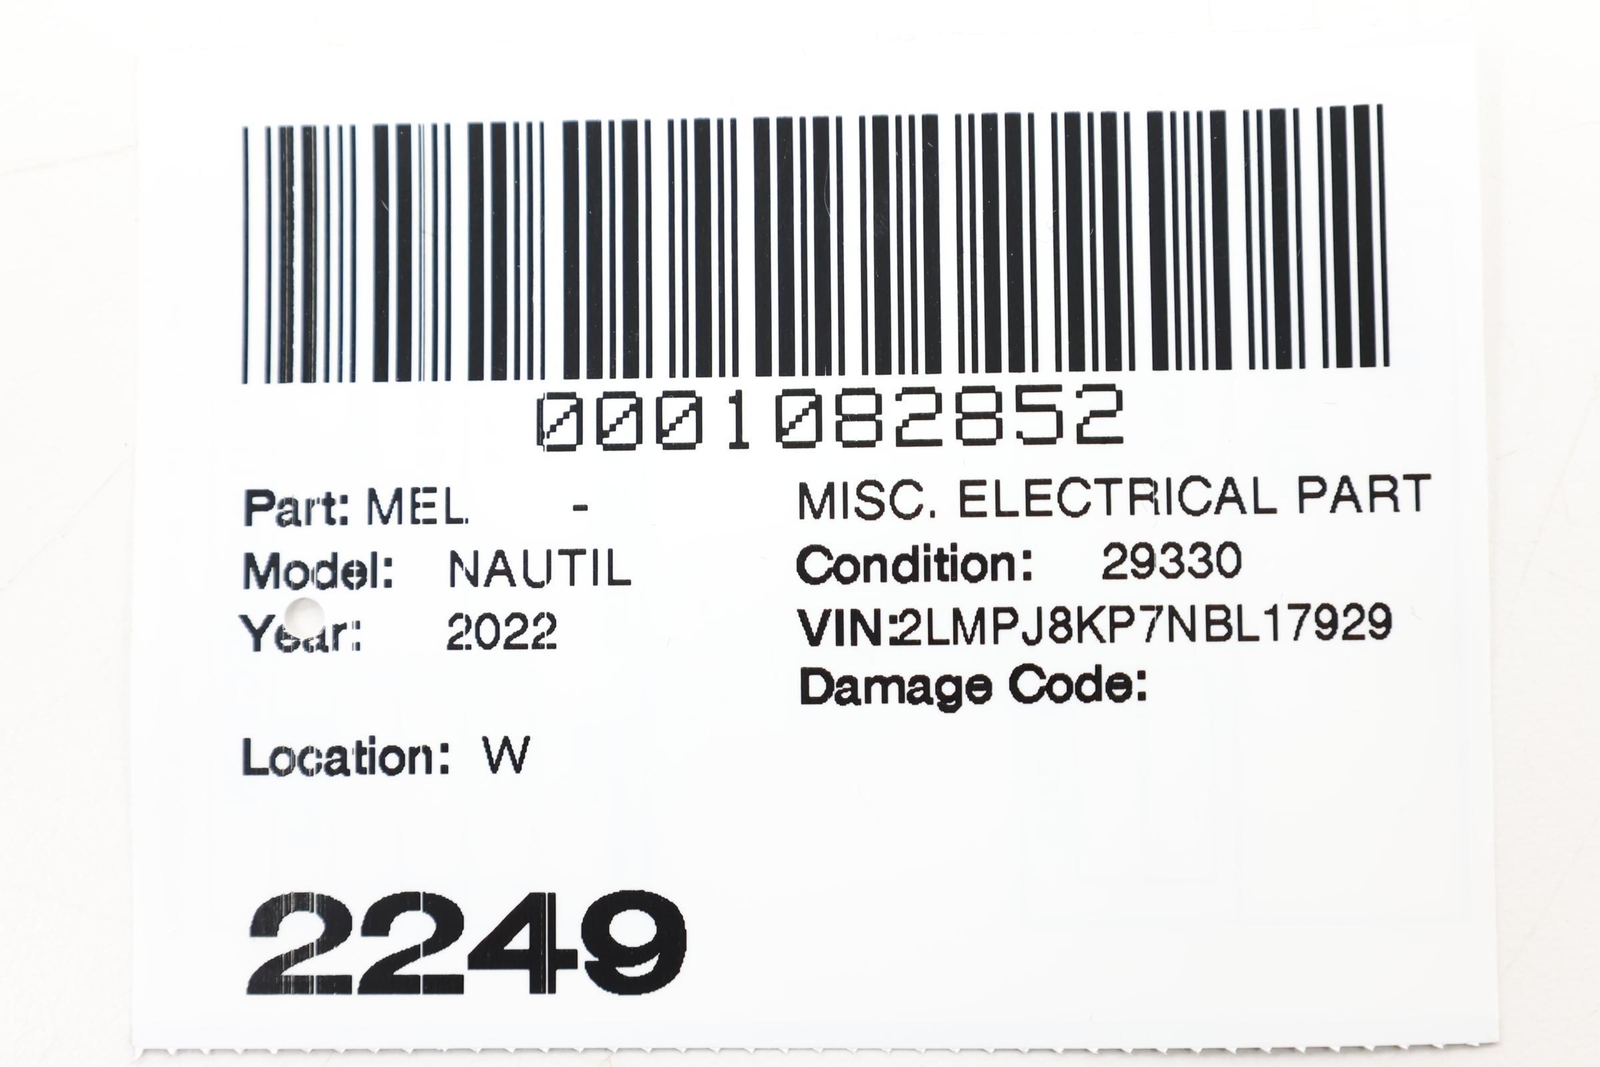 0001082852
Part: MEL - MISC. ELECTRICAL PART
Model: NAUTIL Condition: 29330
Year: 2022 VIN:2LMPJ8KP7NBL17929
Damage Code:
Location: W
2249